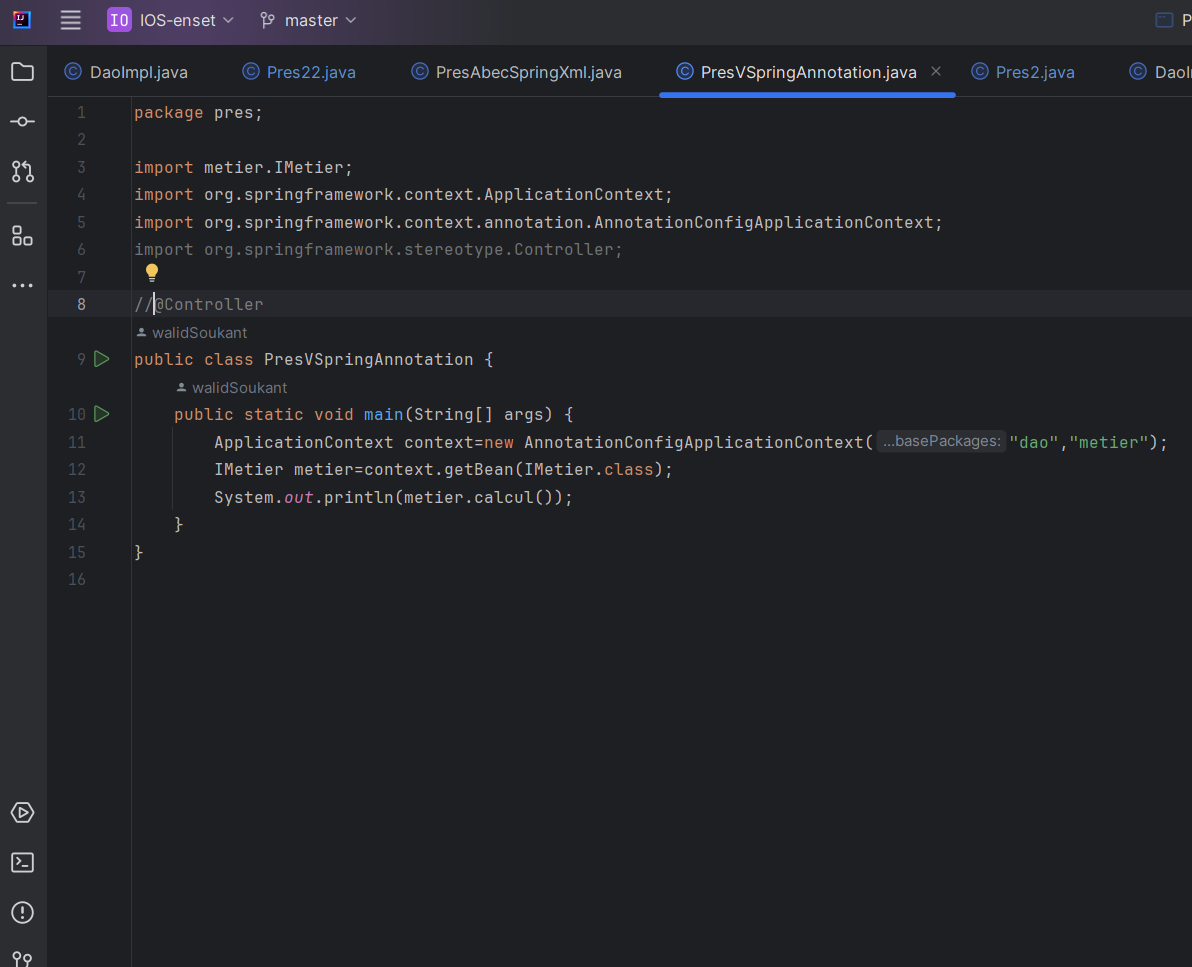 IJ IO IOS-enset master P
DaoImpl.java Pres22.java PresAbecSpringXml.java PresVSpringAnnotation.java Pres2.java
1 package pres;
2
3 import metier.IMetier;
4 import org.springframework.context.ApplicationContext;
5 import org.springframework.context.annotation.AnnotationConfigApplicationContext;
6 import org.springframework.stereotype.Controller;
7
8 //@Controller
walidSoukant
9 public class PresVSpringAnnotation {
walidSoukant
10 public static void main(String[] args) {
11 ApplicationContext context=new AnnotationConfigApplicationContext( ...basePackages: "dao","metier");
12 IMetier metier=context.getBean(IMetier.class);
13 System.out.println(metier.calcul());
14 }
15 }
16